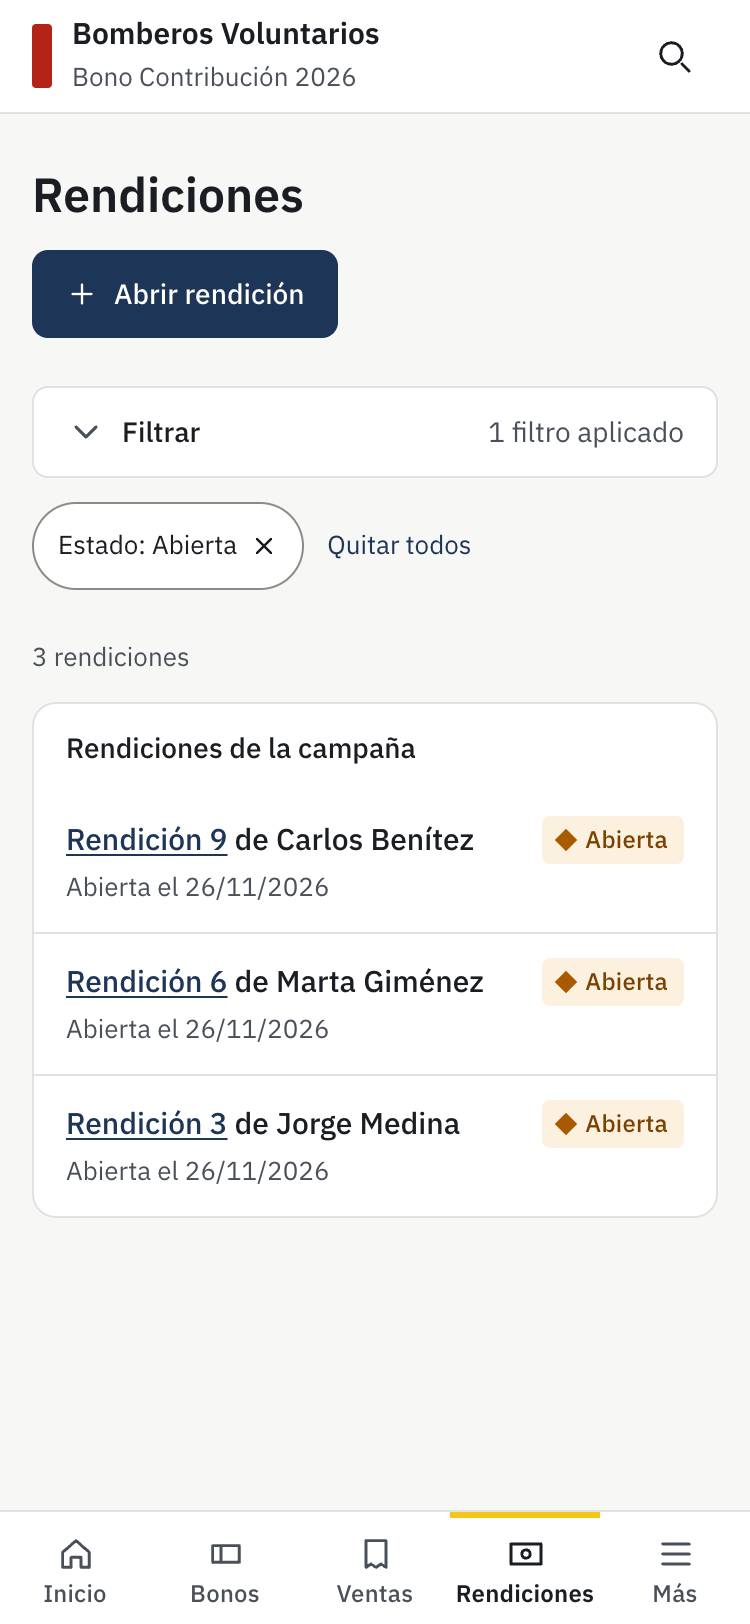 Bomberos Voluntarios
Bono Contribución 2026
Rendiciones
Abrir rendición
Filtrar 1 filtro aplicado
Estado: Abierta Quitar todos
3 rendiciones
Rendiciones de la campaña
Rendición 9 de Carlos Benítez Abierta
Abierta el 26/11/2026
Rendición 6 de Marta Giménez Abierta
Abierta el 26/11/2026
Rendición 3 de Jorge Medina Abierta
Abierta el 26/11/2026
Inicio Bonos Ventas Rendiciones Más